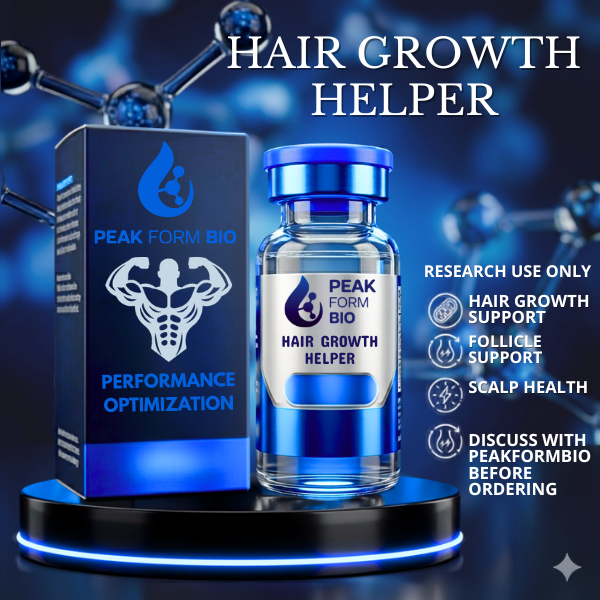 HAIR GROWTH
HELPER
PEAK FORM BIO
PERFORMANCE
OPTIMIZATION
PEAK
FORM
BIO
HAIR GROWTH
HELPER
RESEARCH USE ONLY
HAIR GROWTH
SUPPORT
FOLLICLE
SUPPORT
SCALP HEALTH
DISCUSS WITH
PEAKFORMBIO
BEFORE
ORDERING